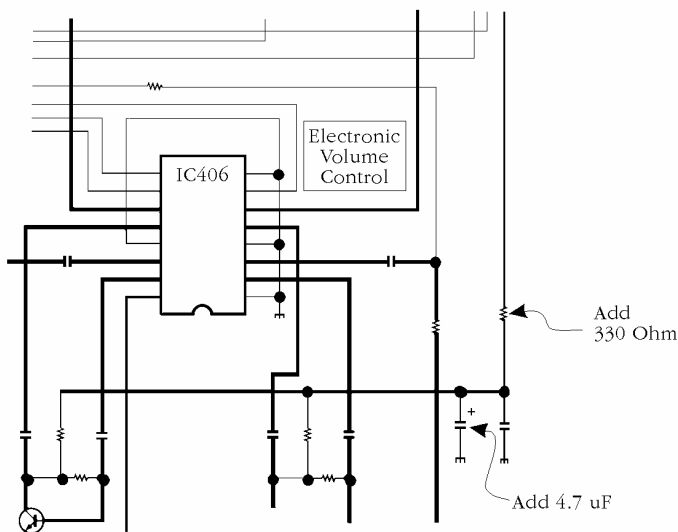 IC406
Electronic
Volume
Control
Add
330 Ohm
+
Add 4.7 uF